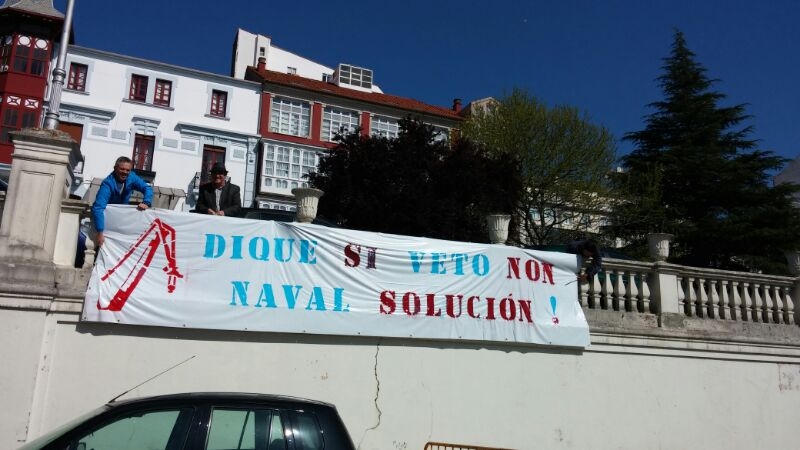 DIQUE SI VETO NON
NAVAL SOLUCIÓN !